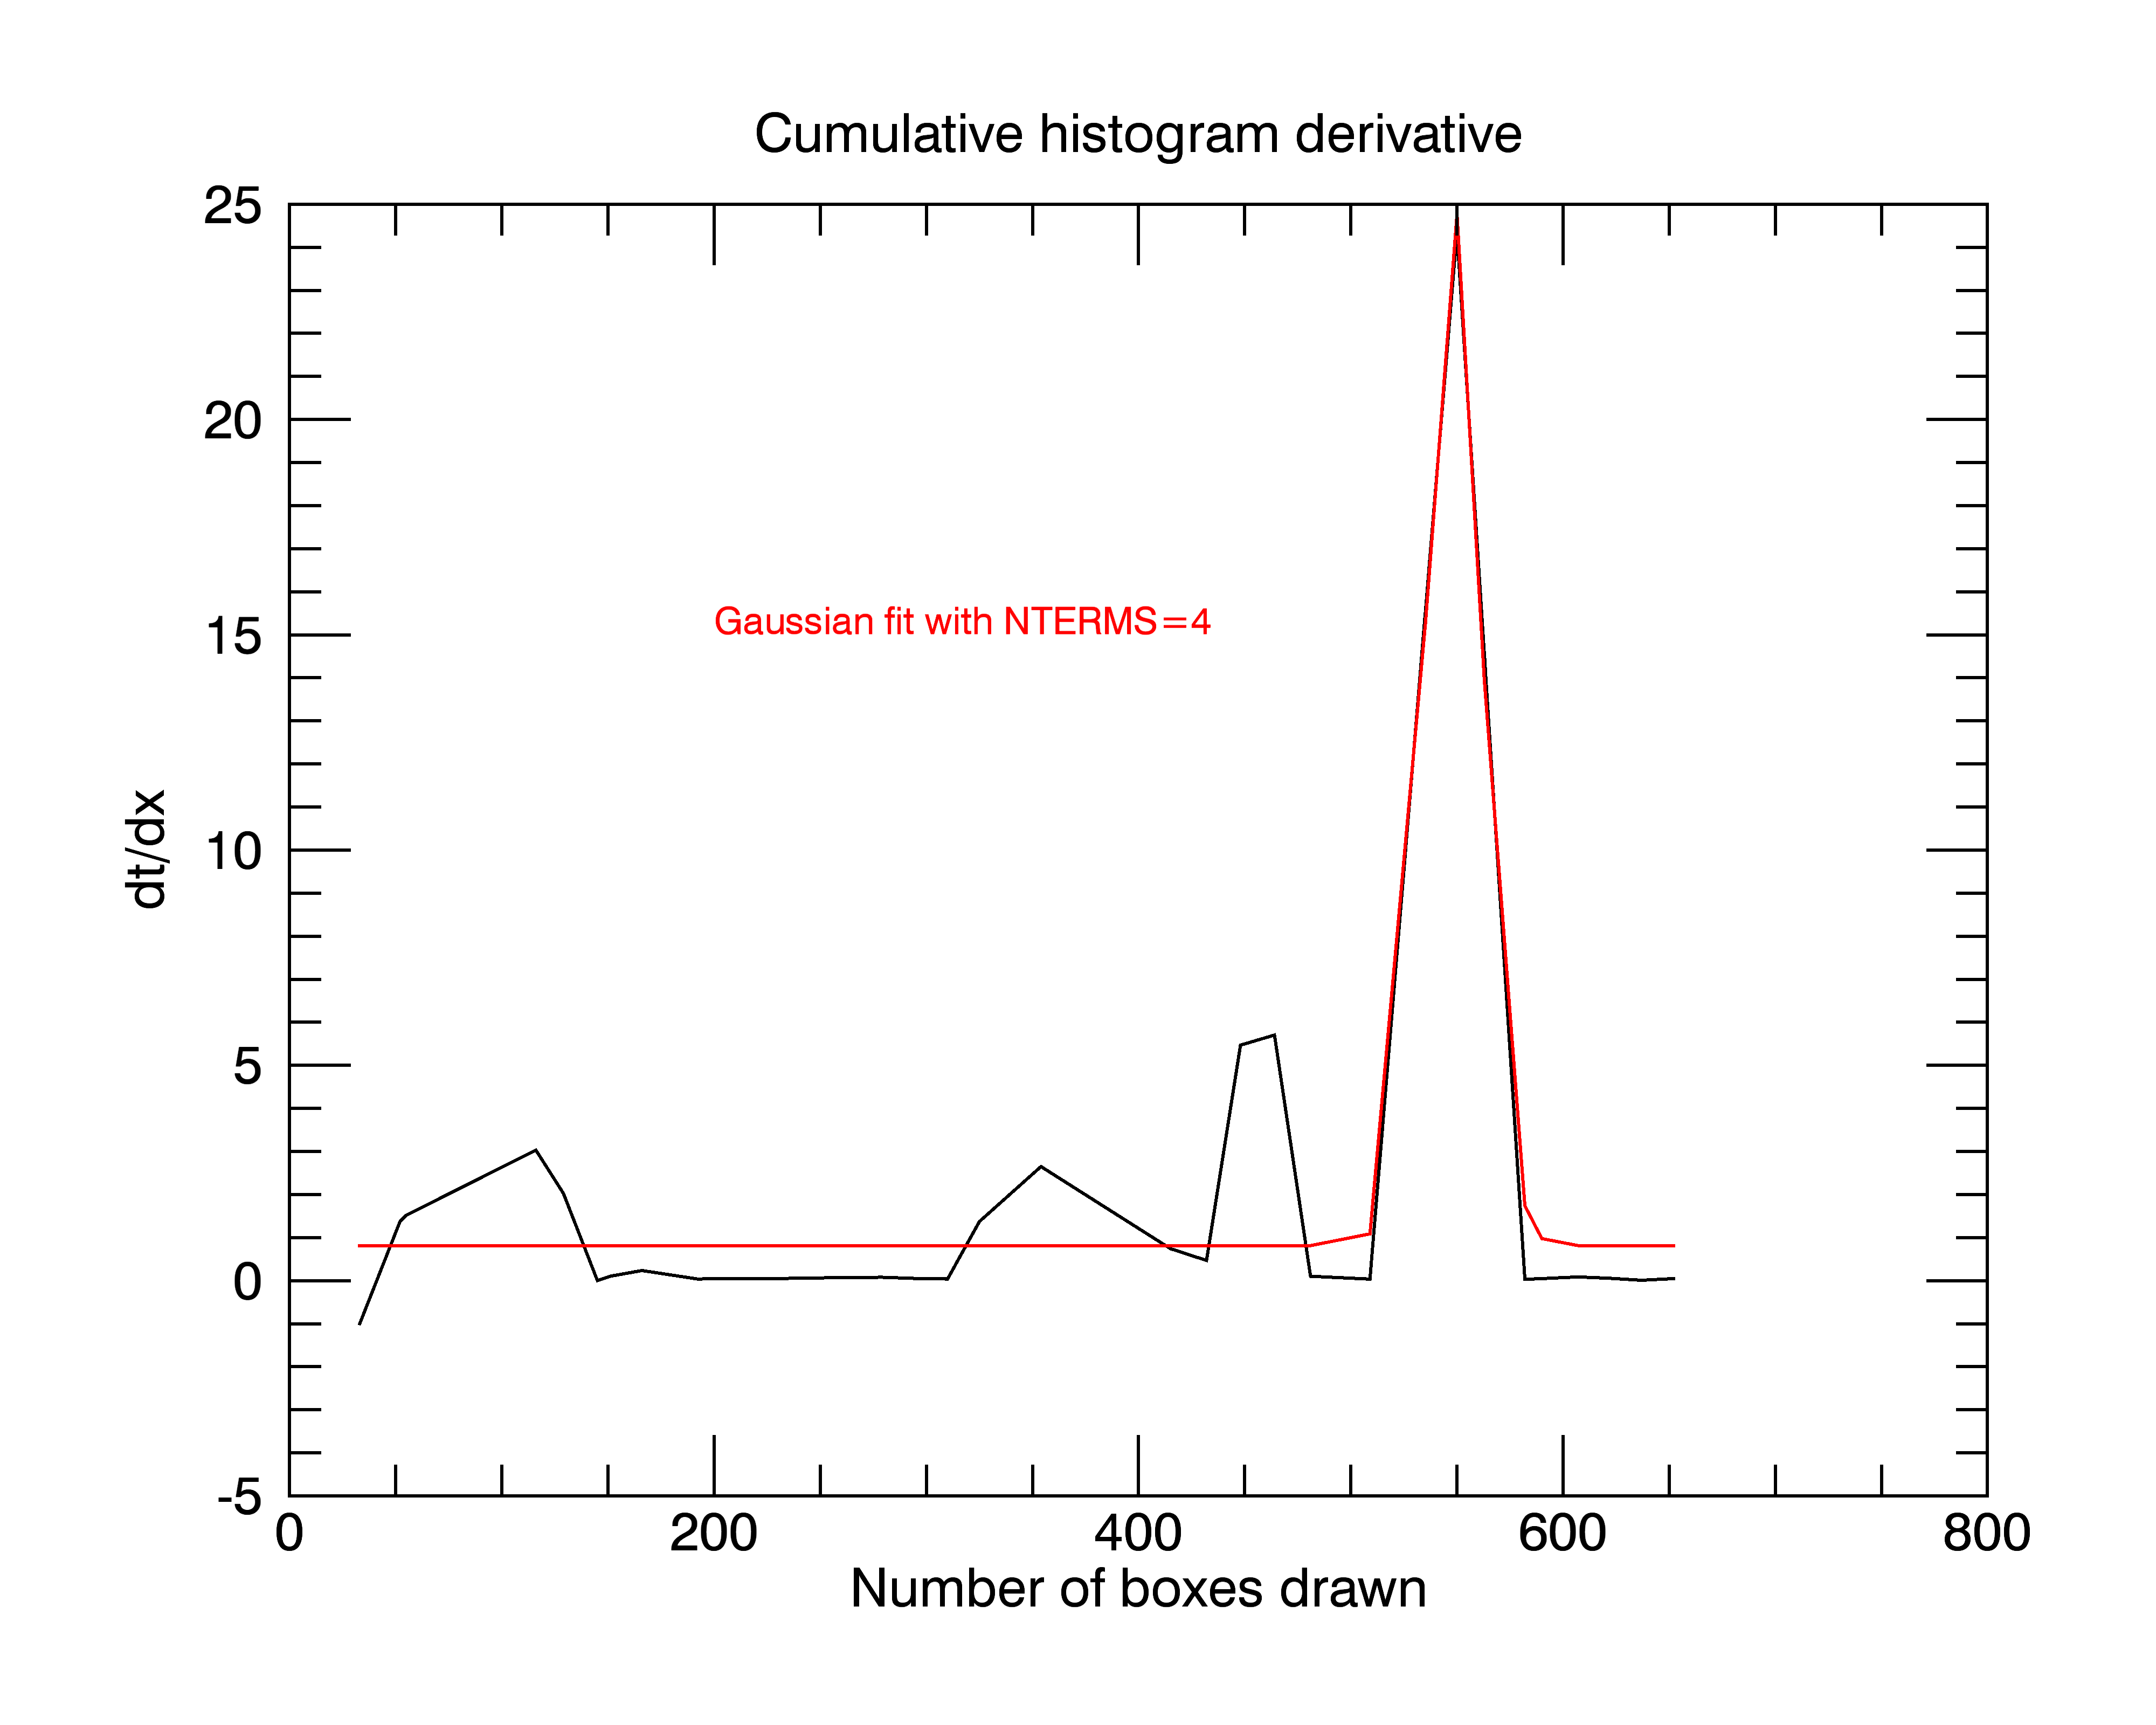 Cumulative histogram derivative
25
20
15
10
5
0
-5
dt/dx
Gaussian fit with NTERMS=4
0 200 400 600 800
Number of boxes drawn